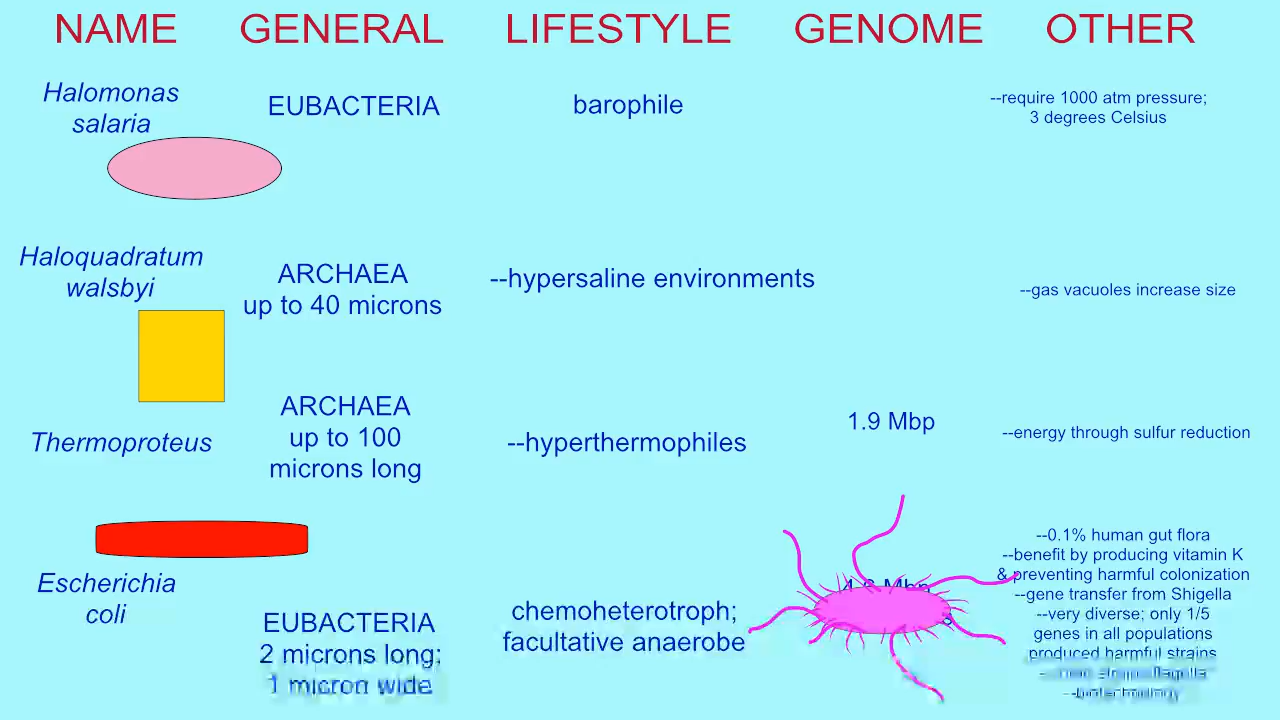 NAME GENERAL LIFESTYLE GENOME OTHER
Halomonas
salaria
EUBACTERIA
barophile
--require 1000 atm pressure;
3 degrees Celsius
Haloquadratum
walsbyi
ARCHAEA
up to 40 microns
--hypersaline environments
--gas vacuoles increase size
Thermoproteus
ARCHAEA
up to 100
microns long
--hyperthermophiles
1.9 Mbp
--energy through sulfur reduction
Escherichia
coli
EUBACTERIA
2 microns long;
1 micron wide
chemoheterotroph;
facultative anaerobe
Mbp
--0.1% human gut flora
--benefit by producing vitamin K
& preventing harmful colonization
--gene transfer from Shigella
--very diverse; only 1/5
genes in all populations
produced harmful strains
--biotechnology